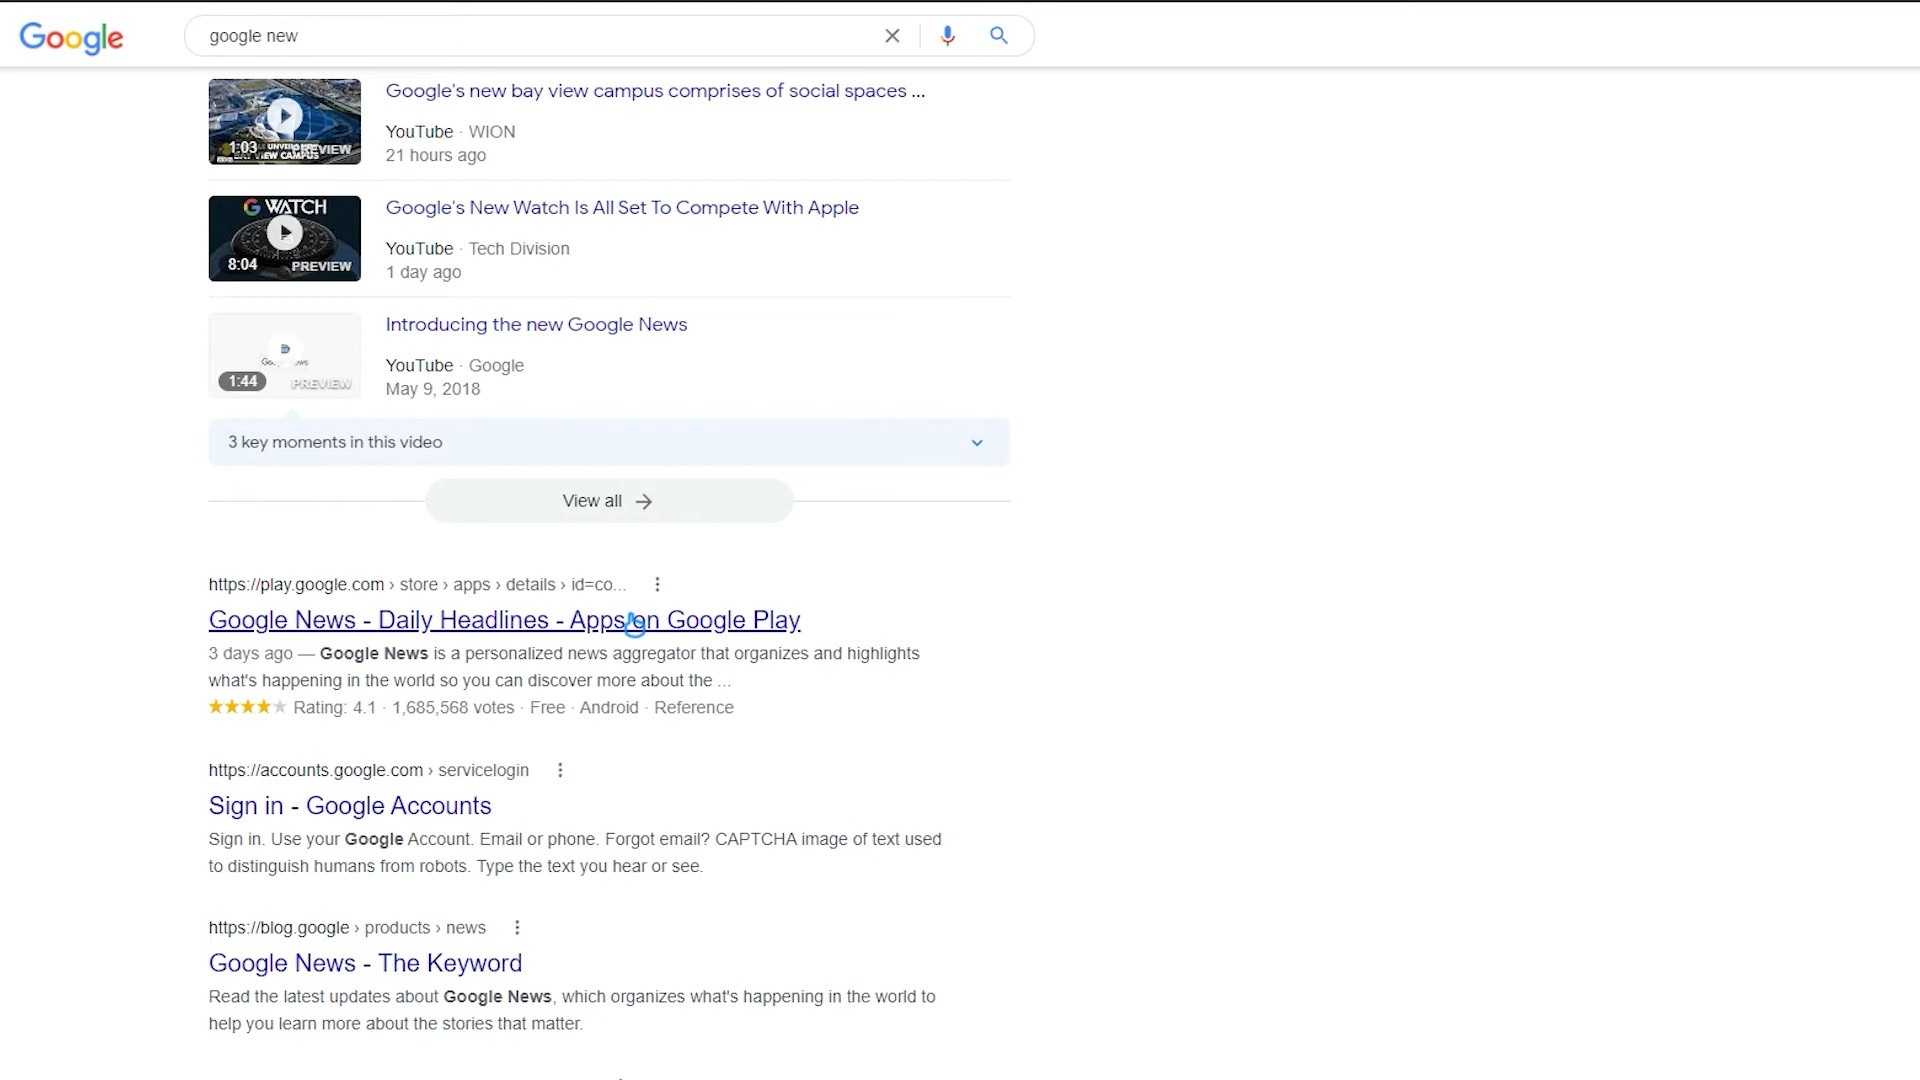 Google
google new
Google's new bay view campus comprises of social spaces ...
1:03
PREVIEW
VIEW CAMPUS
YouTube · WION
21 hours ago
G WATCH
8:04
PREVIEW
Google's New Watch Is All Set To Compete With Apple
YouTube · Tech Division
1 day ago
1:44
PREVIEW
Introducing the new Google News
YouTube · Google
May 9, 2018
3 key moments in this video
View all →
https://play.google.com › store › apps › details › id=co...
Google News - Daily Headlines - Apps on Google Play
3 days ago — Google News is a personalized news aggregator that organizes and highlights
what's happening in the world so you can discover more about the ...
Rating: 4.1 · 1,685,568 votes · Free · Android · Reference
https://accounts.google.com › servicelogin
Sign in - Google Accounts
Sign in. Use your Google Account. Email or phone. Forgot email? CAPTCHA image of text used
to distinguish humans from robots. Type the text you hear or see.
https://blog.google › products › news
Google News - The Keyword
Read the latest updates about Google News, which organizes what's happening in the world to
help you learn more about the stories that matter.